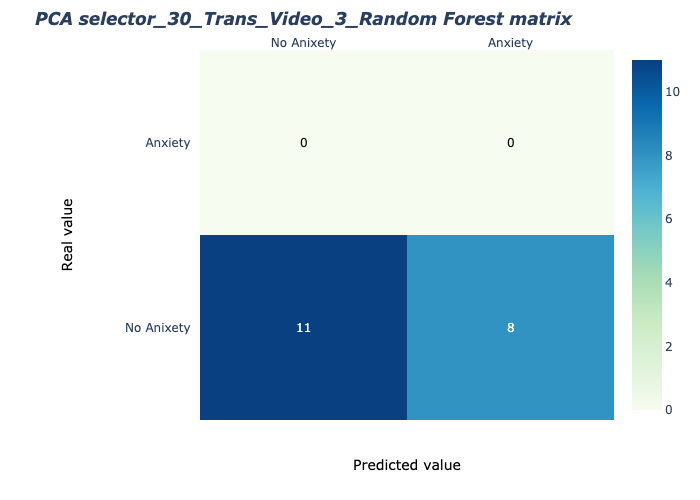 PCA selector_30_Trans_Video_3_Random Forest matrix
No Anixety
Anxiety
10
Anxiety
0
0
8
6
Real value
4
No Anixety
11
8
2
0
Predicted value